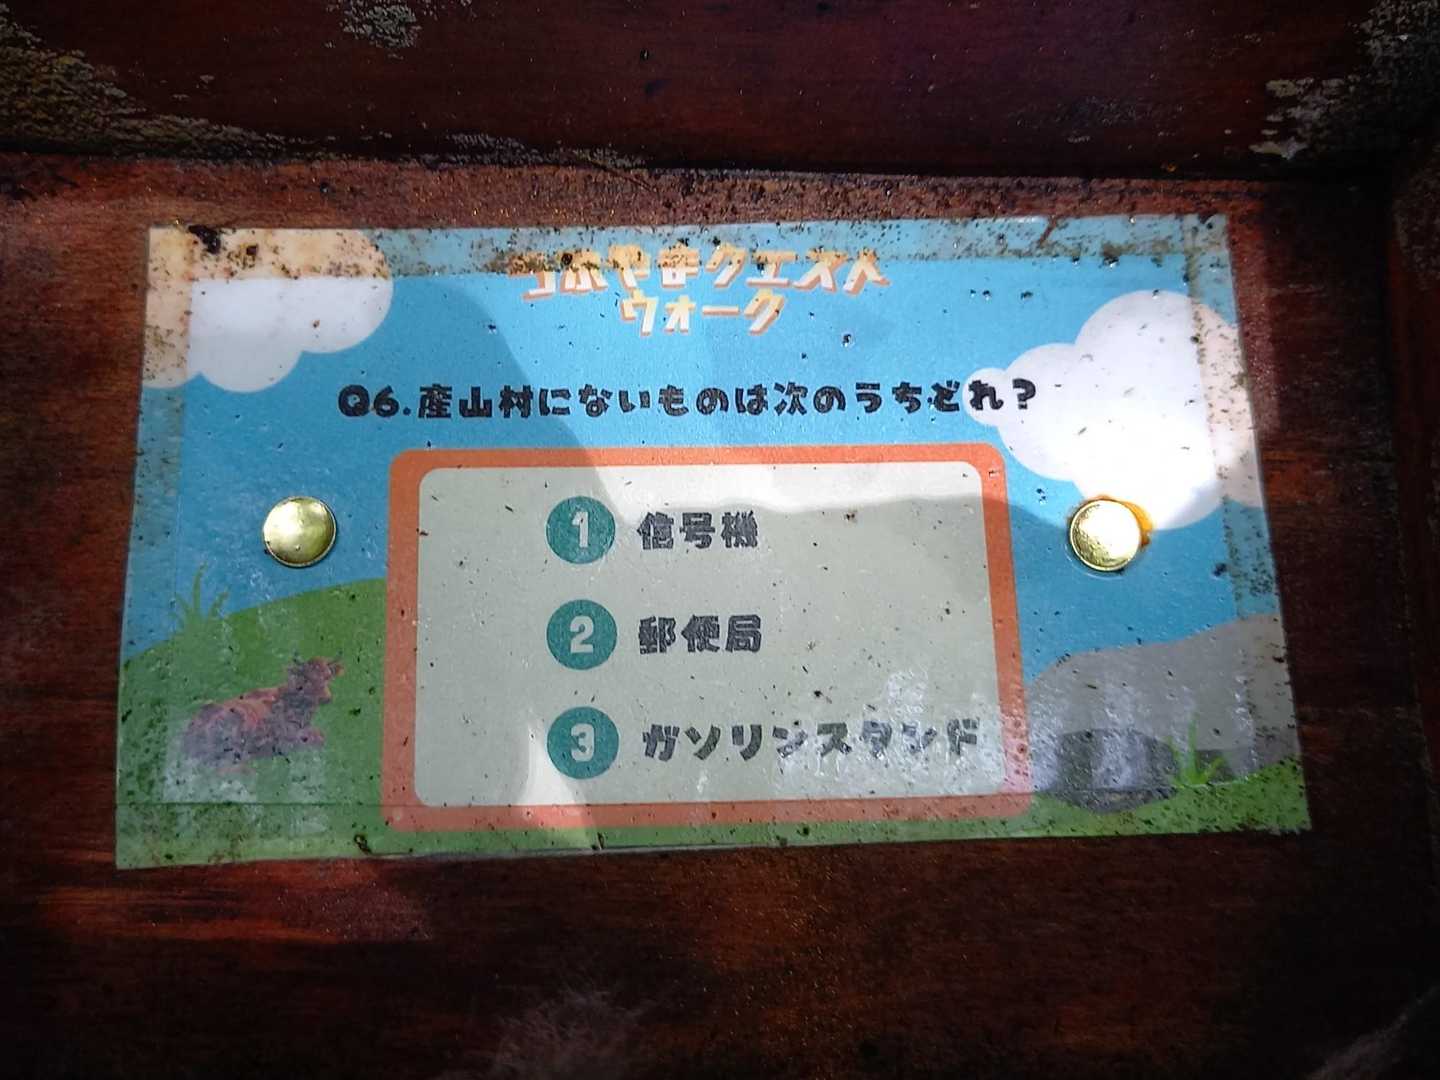 うぶやまクエスト
ウォーク
Q6.産山村にないものは次のうちどれ?
1 信号機
2 郵便局
3 ガソリンスタンド